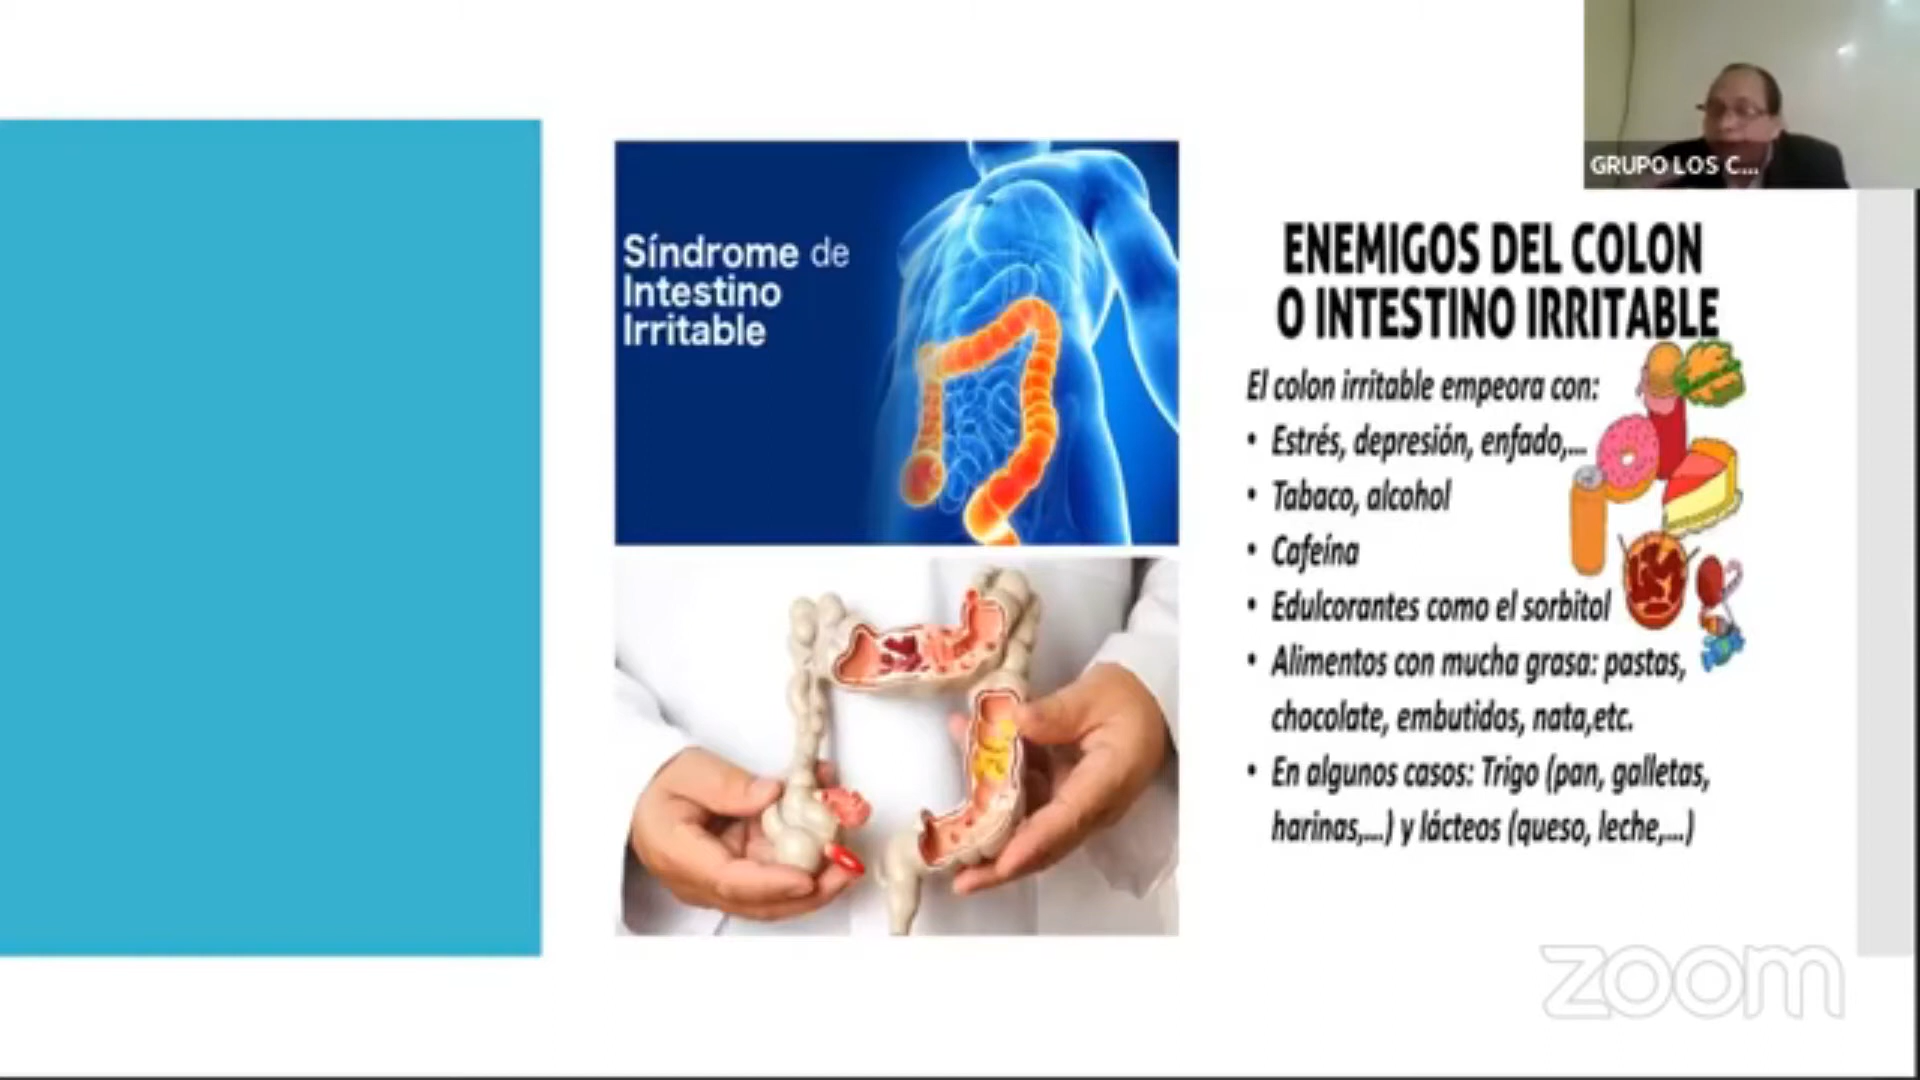 GRUPO LOS C...
Síndrome de
Intestino
Irritable
ENEMIGOS DEL COLON
O INTESTINO IRRITABLE
El colon irritable empeora con:
• Estrés, depresión, enfado,...
• Tabaco, alcohol
• Cafeína
• Edulcorantes como el sorbitol
• Alimentos con mucha grasa: pastas,
chocolate, embutidos, nata,etc.
• En algunos casos: Trigo (pan, galletas,
harinas,...) y lácteos (queso, leche,...)
zoom